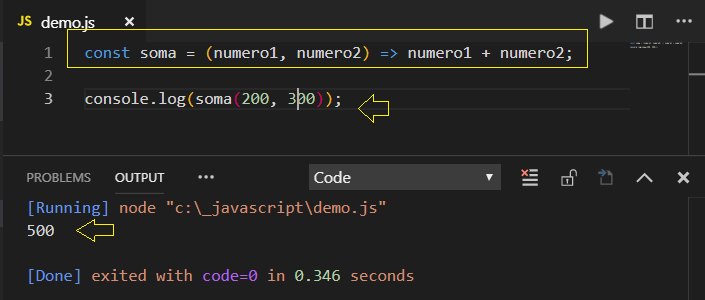 JS demo.js ×
1 const soma = (numero1, numero2) => numero1 + numero2;
2
3 console.log(soma(200, 300));
PROBLEMS OUTPUT ••• Code
[Running] node "c:\_javascript\demo.js"
500
[Done] exited with code=0 in 0.346 seconds